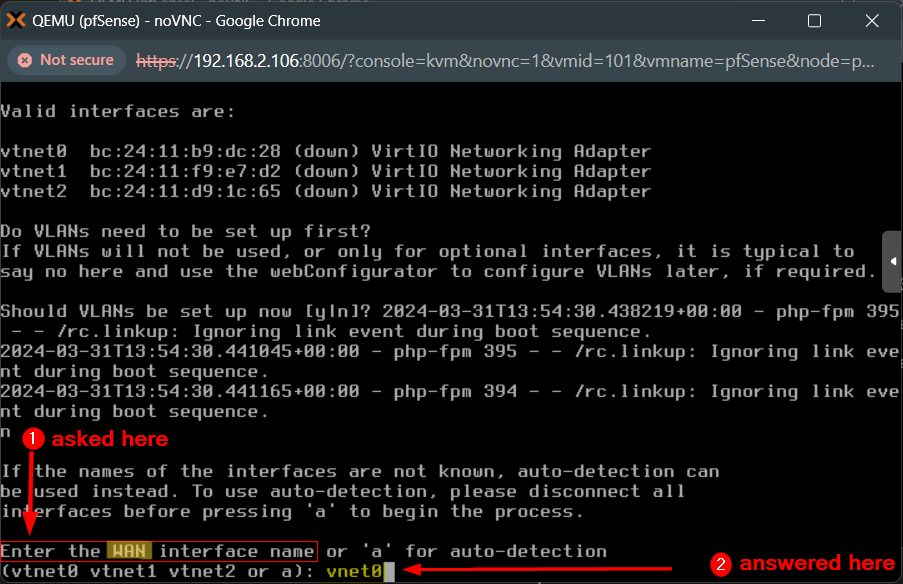 QEMU (pfSense) - noVNC - Google Chrome
Not secure https://192.168.2.106:8006/?console=kvm&novnc=1&vmid=101&vmname=pfSense&node=p...
Valid interfaces are:
vtnet0 bc:24:11:b9:dc:28 (down) VirtIO Networking Adapter
vtnet1 bc:24:11:f9:e7:d2 (down) VirtIO Networking Adapter
vtnet2 bc:24:11:d9:1c:65 (down) VirtIO Networking Adapter
Do VLANs need to be set up first?
If VLANs will not be used, or only for optional interfaces, it is typical to
say no here and use the webConfigurator to configure VLANs later, if required.
Should VLANs be set up now [y|n]? 2024-03-31T13:54:30.438219+00:00 - php-fpm 395
- - /rc.linkup: Ignoring link event during boot sequence.
2024-03-31T13:54:30.441045+00:00 - php-fpm 395 - - /rc.linkup: Ignoring link eve
nt during boot sequence.
2024-03-31T13:54:30.441165+00:00 - php-fpm 394 - - /rc.linkup: Ignoring link eve
nt during boot sequence.
n
1 asked here
If the names of the interfaces are not known, auto-detection can
be used instead. To use auto-detection, please disconnect all
interfaces before pressing 'a' to begin the process.
Enter the WAN interface name or 'a' for auto-detection
(vtnet0 vtnet1 vtnet2 or a): vnet0
2 answered here